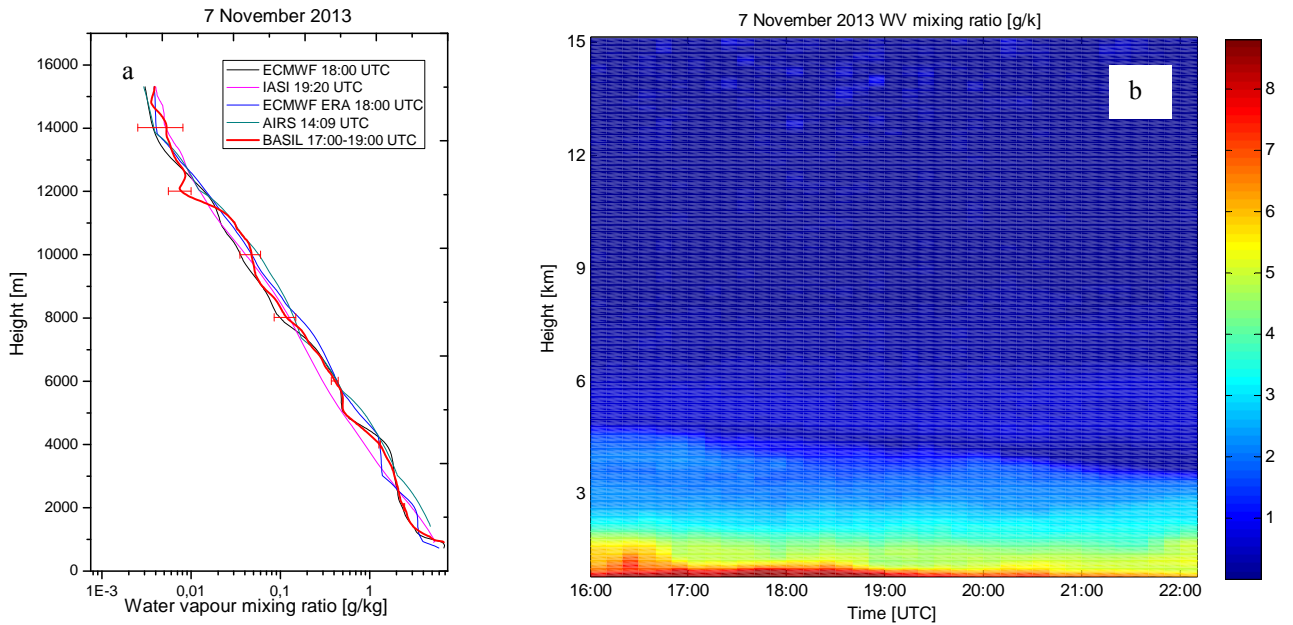 7 November 2013
a
ECMWF 18:00 UTC
IASI 19:20 UTC
ECMWF ERA 18:00 UTC
AIRS 14:09 UTC
BASIL 17:00-19:00 UTC
Height [m]
16000
14000
12000
10000
8000
6000
4000
2000
0
1E-3 0,01 0,1 1
Water vapour mixing ratio [g/kg]
7 November 2013 WV mixing ratio [g/k]
b
Height [km]
15
12
9
6
3
16:00 17:00 18:00 19:00 20:00 21:00 22:00
Time [UTC]
8
7
6
5
4
3
2
1